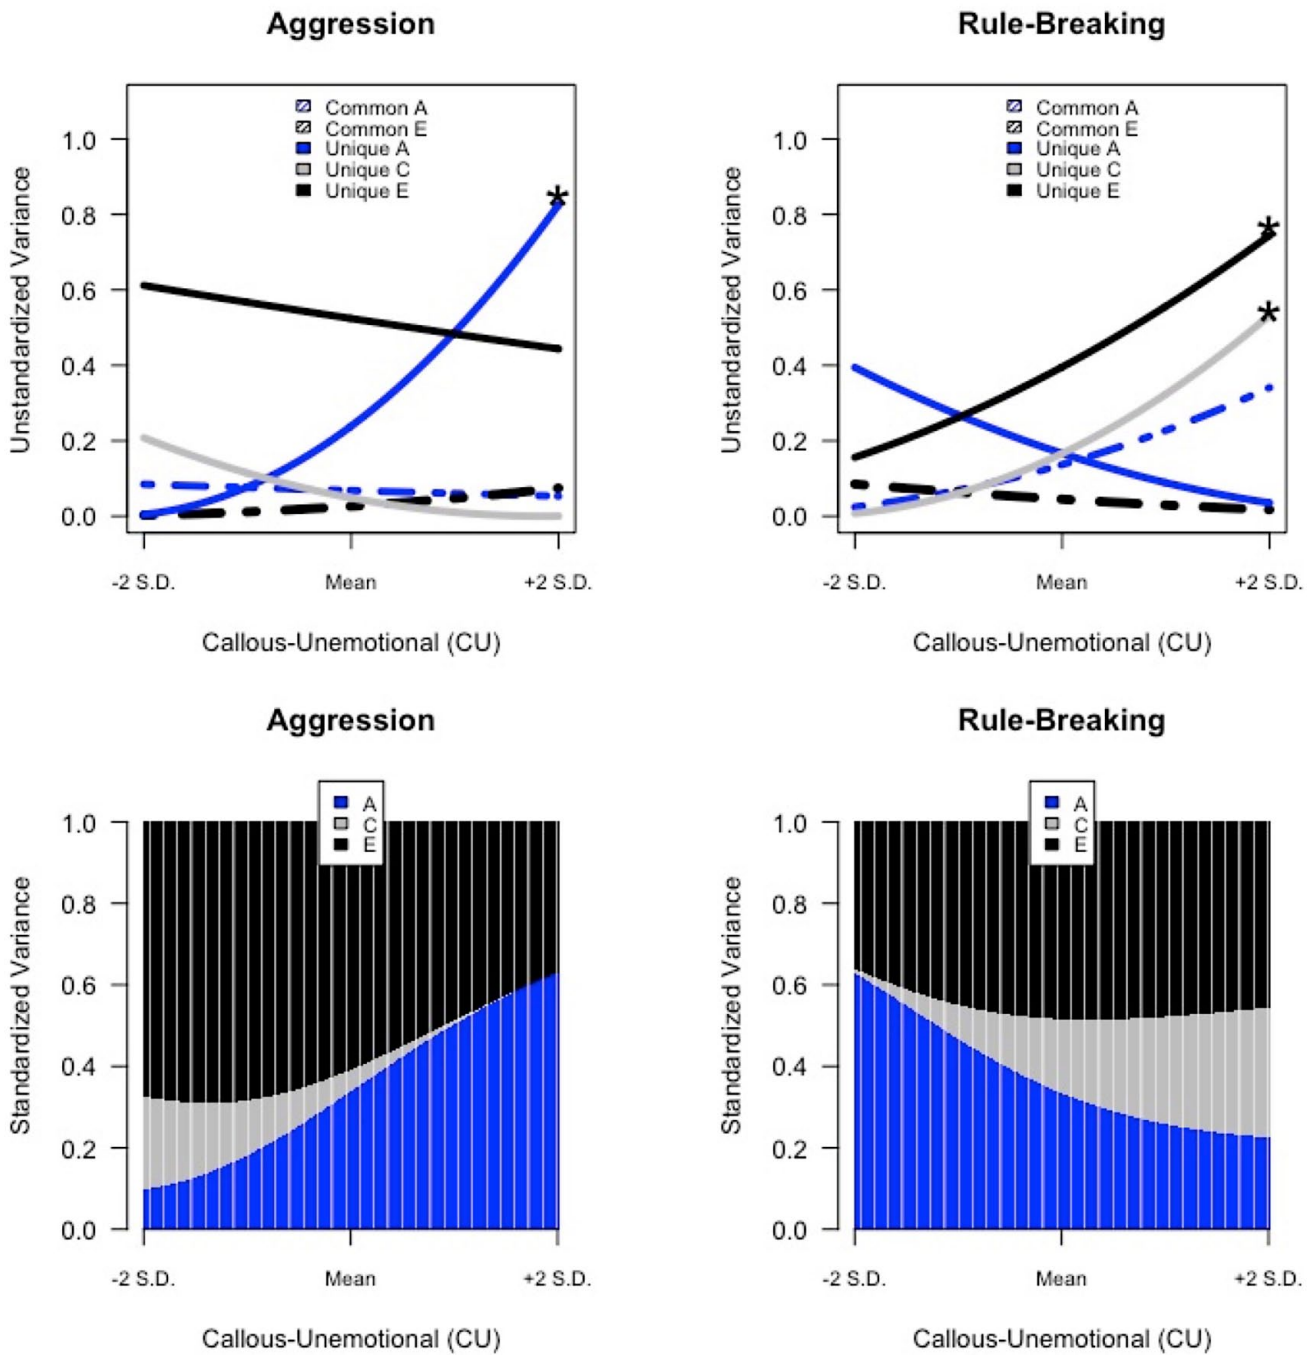 Aggression
Unstandardized Variance
1.0
0.8
0.6
0.4
0.2
0.0
Common A
Common E
Unique A
Unique C
Unique E
*
-2 S.D.
Mean
+2 S.D.
Callous-Unemotional (CU)
Rule-Breaking
Unstandardized Variance
1.0
0.8
0.6
0.4
0.2
0.0
Common A
Common E
Unique A
Unique C
Unique E
*
*
-2 S.D.
Mean
+2 S.D.
Callous-Unemotional (CU)
Aggression
Standardized Variance
1.0
0.8
0.6
0.4
0.2
0.0
A
C
E
-2 S.D.
Mean
+2 S.D.
Callous-Unemotional (CU)
Rule-Breaking
Standardized Variance
1.0
0.8
0.6
0.4
0.2
0.0
A
C
E
-2 S.D.
Mean
+2 S.D.
Callous-Unemotional (CU)